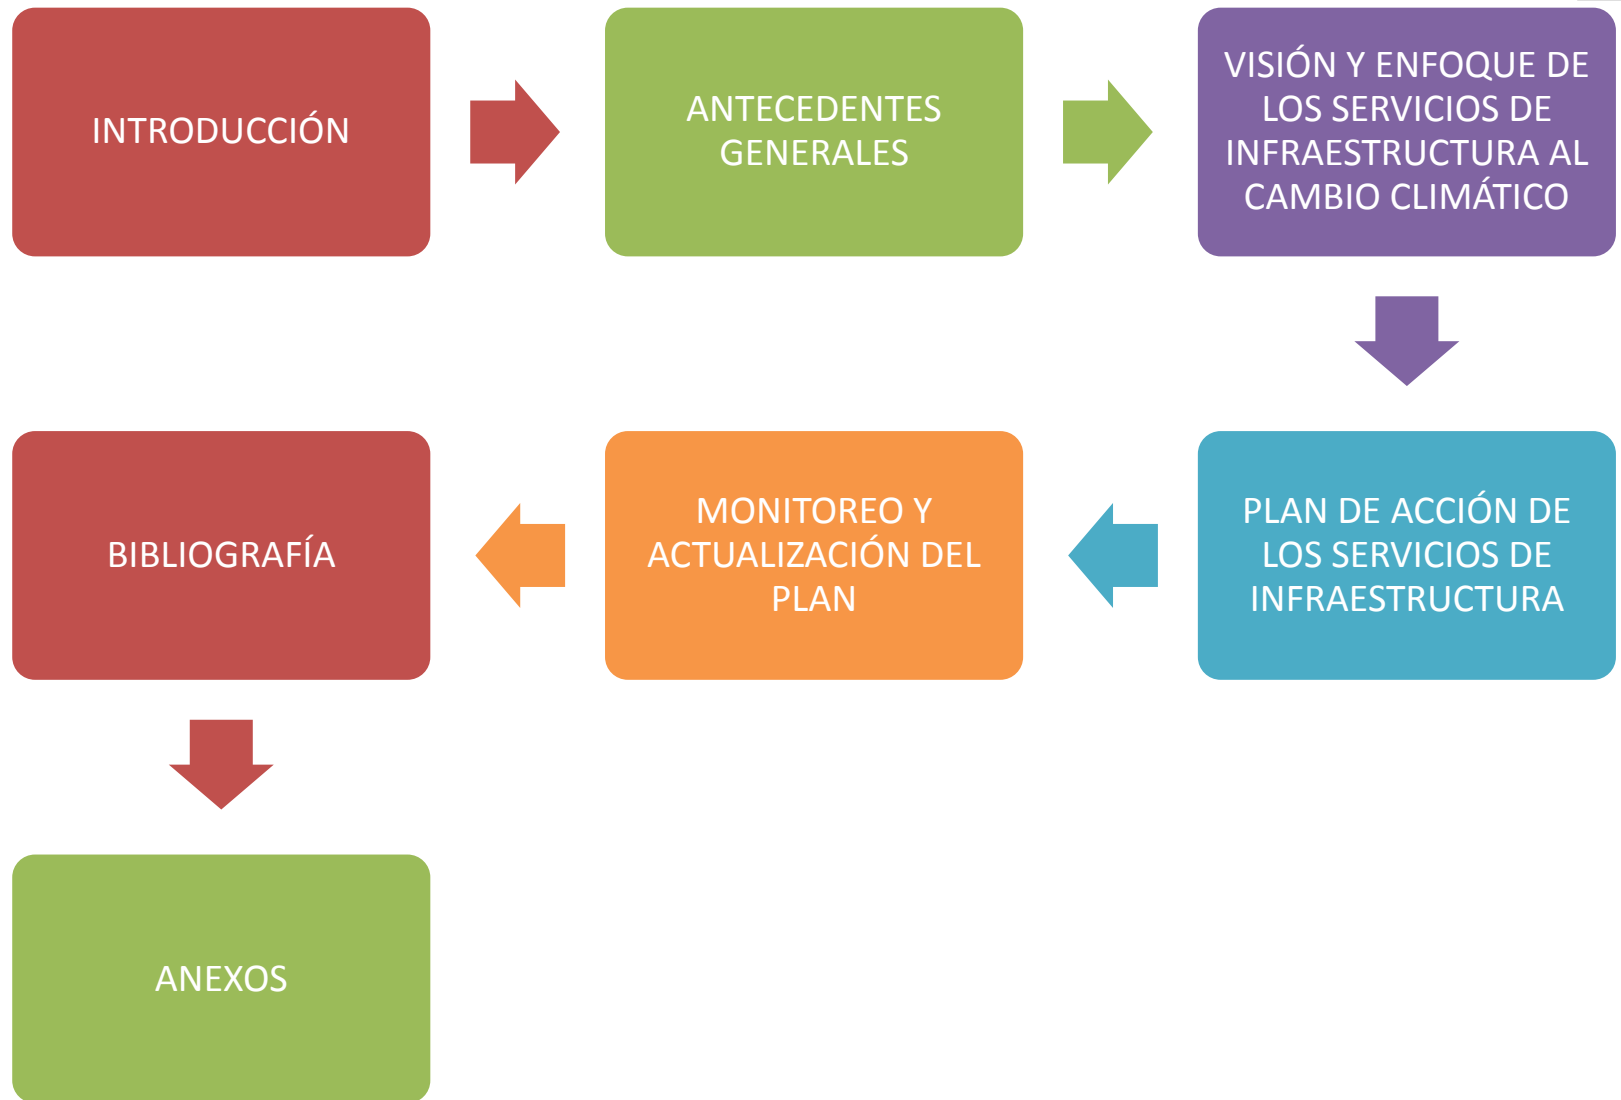 INTRODUCCIÓN
ANTECEDENTES
GENERALES
VISIÓN Y ENFOQUE DE
LOS SERVICIOS DE
INFRAESTRUCTURA AL
CAMBIO CLIMÁTICO
PLAN DE ACCIÓN DE
LOS SERVICIOS DE
INFRAESTRUCTURA
MONITOREO Y
ACTUALIZACIÓN DEL
PLAN
BIBLIOGRAFÍA
ANEXOS